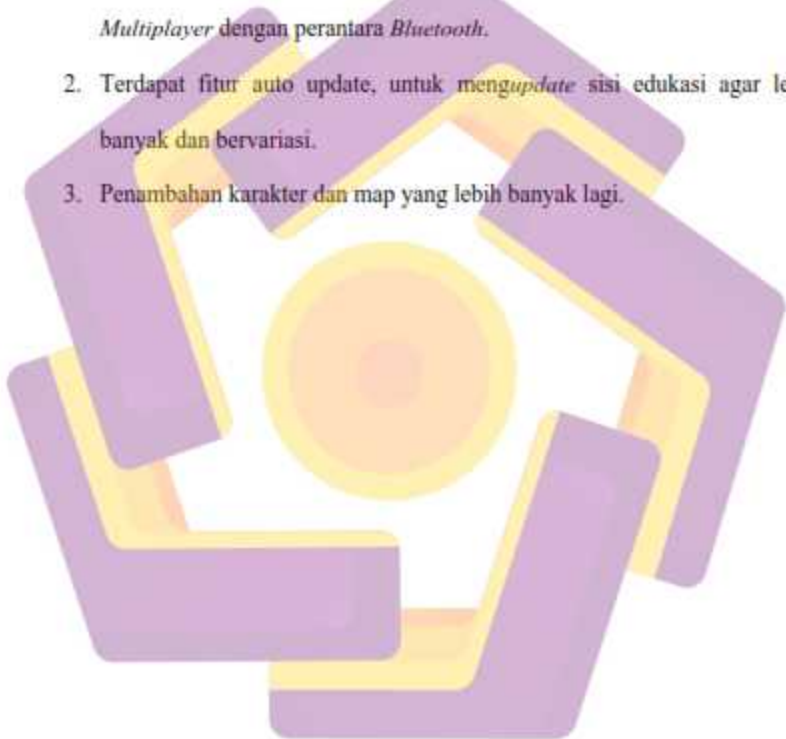 Multiplayer dengan perantara Bluetooth.
2. Terdapat fitur auto update, untuk mengupdate sisi edukasi agar
banyak dan bervariasi.
3. Penambahan karakter dan map yang lebih banyak lagi.